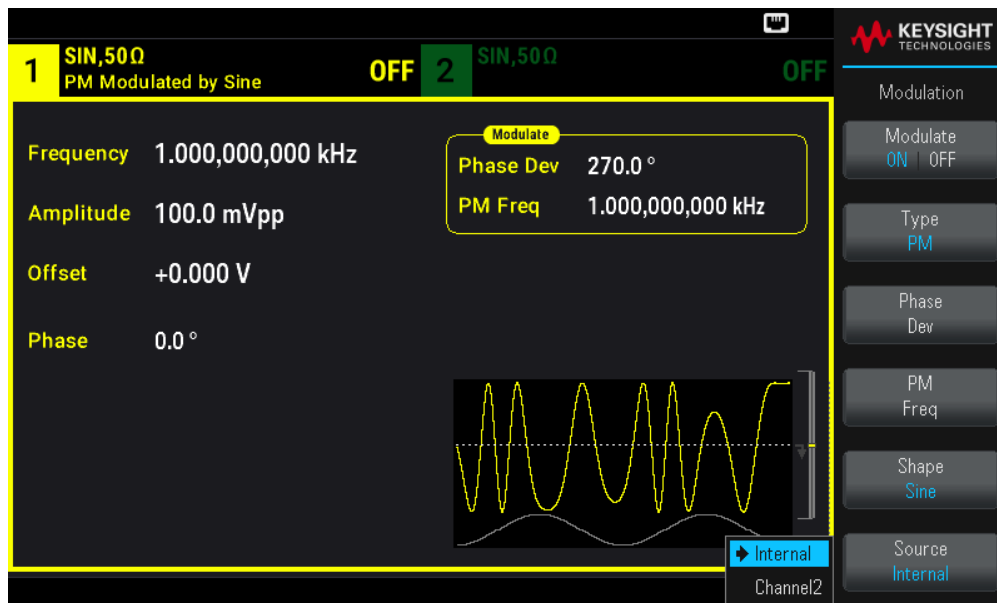 KEYSIGHT
TECHNOLOGIES
1 SIN,50Ω OFF
PM Modulated by Sine
2 SIN,50Ω OFF
Modulation
Modulate
ON | OFF
Type
PM
Phase
Dev
PM
Freq
Shape
Sine
Source
Internal
Frequency 1.000,000,000 kHz
Amplitude 100.0 mVpp
Offset +0.000 V
Phase 0.0 °
Modulate
Phase Dev 270.0 °
PM Freq 1.000,000,000 kHz
Internal
Channel2